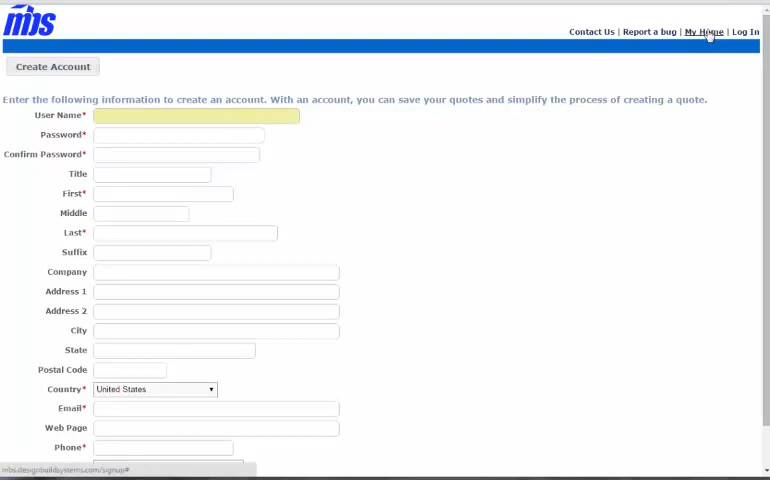 mbs
Contact Us | Report a bug | My Home | Log In
Create Account
Enter the following information to create an account. With an account, you can save your quotes and simplify the process of creating a quote.
User Name*
Password*
Confirm Password*
Title
First*
Middle
Last*
Suffix
Company
Address 1
Address 2
City
State
Postal Code
Country* United States
Email*
Web Page
Phone*
mbs.designbuildsystems.com/signup#